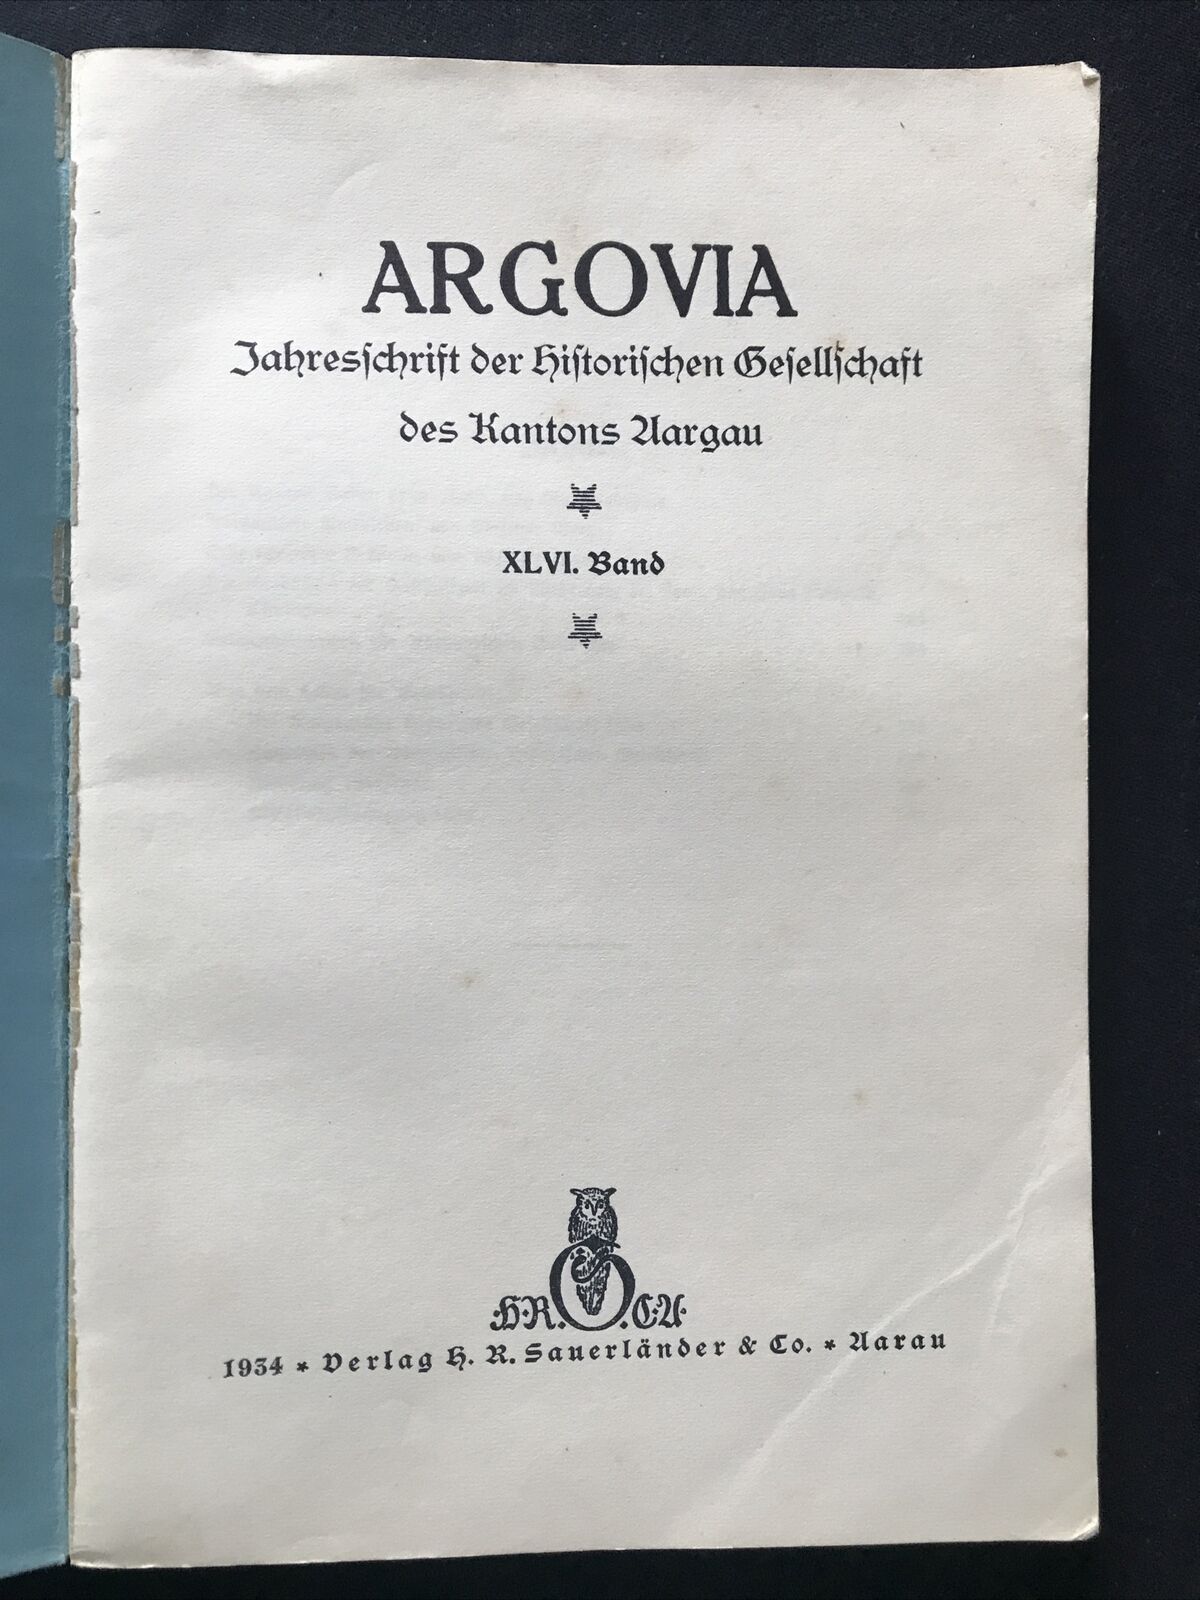 ARGOVIA
Jahresschrift der Historischen Gesellschaft
des Kantons Aargau
XLVI. Band
H.R.S.C.A.
1934 * Verlag H. R. Sauerländer & Co. * Aarau